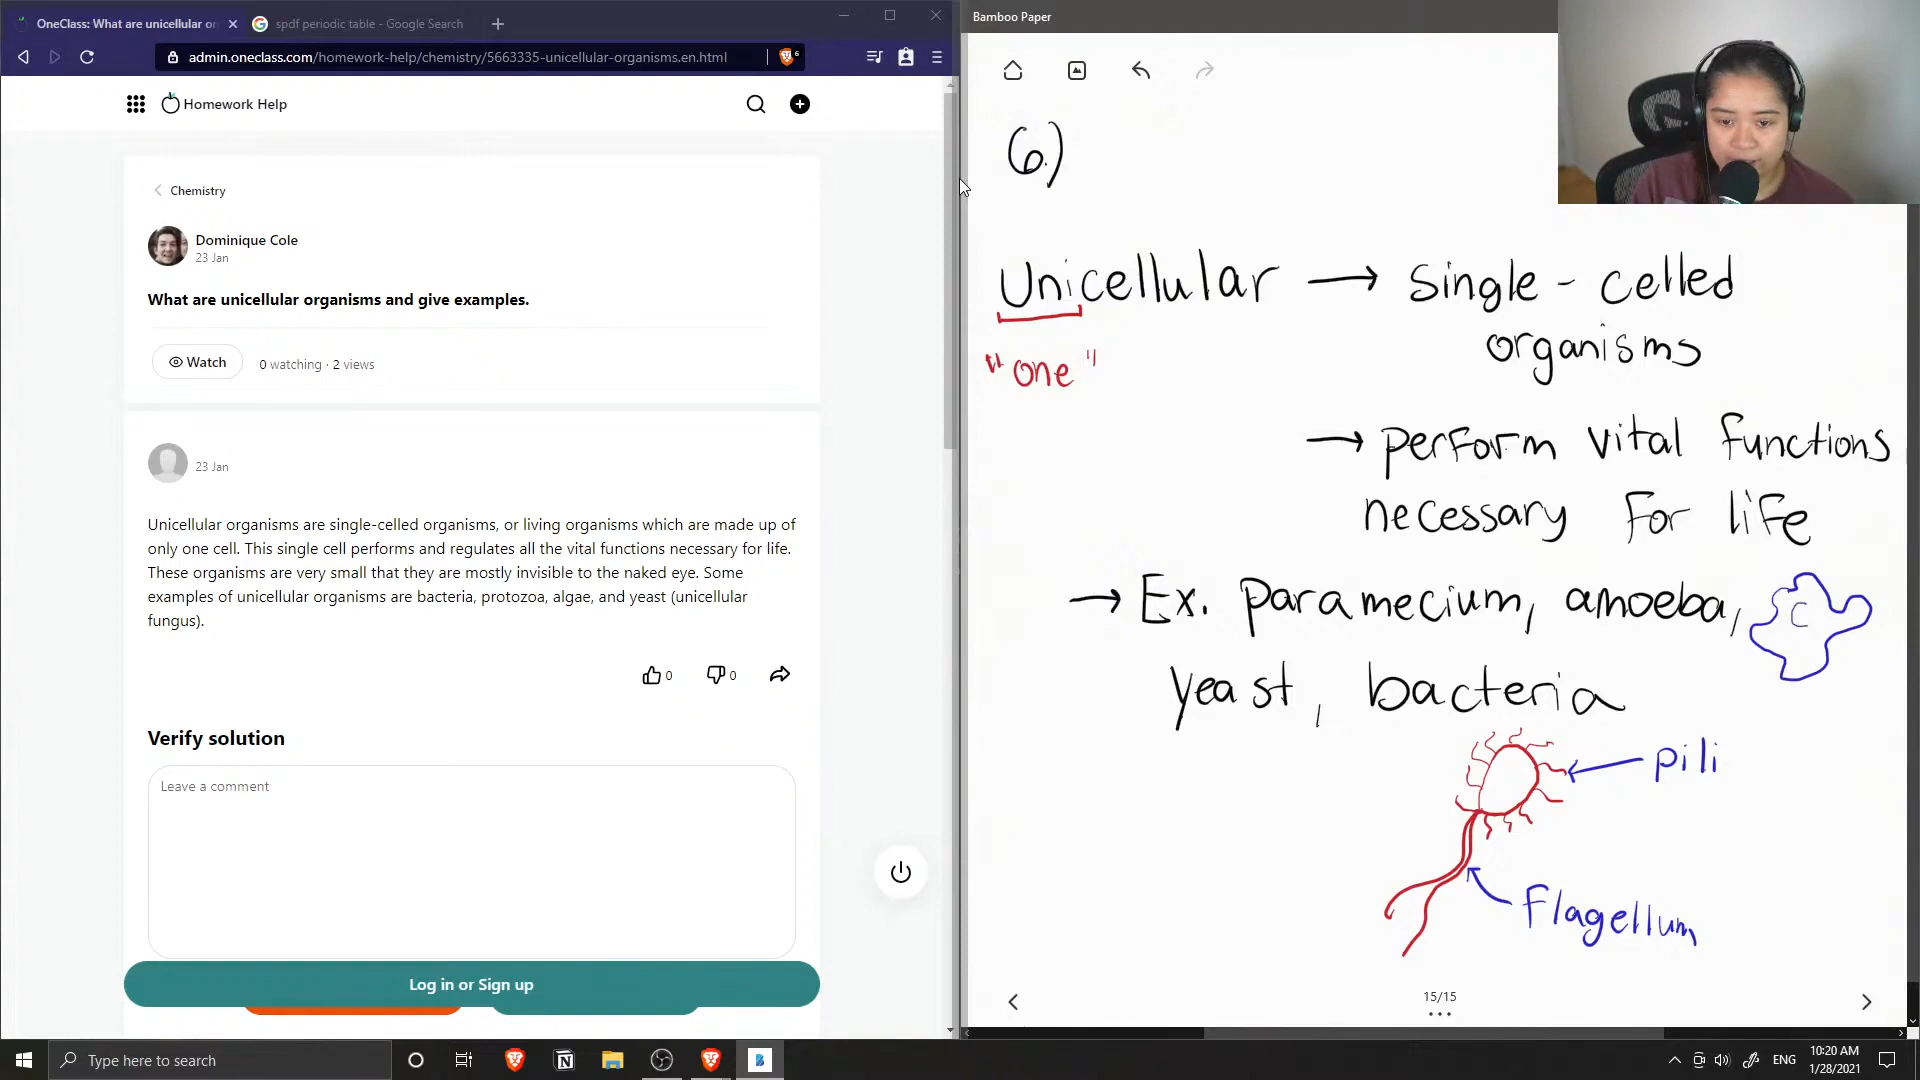 OneClass: What are unicellular or
spdf periodic table - Google Search
admin.oneclass.com/homework-help/chemistry/5663335-unicellular-organisms.en.html
6
Homework Help
Chemistry
Dominique Cole
23 Jan
What are unicellular organisms and give examples.
Watch
0 watching · 2 views
23 Jan
Unicellular organisms are single-celled organisms, or living organisms which are made up of
only one cell. This single cell performs and regulates all the vital functions necessary for life.
These organisms are very small that they are mostly invisible to the naked eye. Some
examples of unicellular organisms are bacteria, protozoa, algae, and yeast (unicellular
fungus).
0
0
Verify solution
Leave a comment
Log in or Sign up
Bamboo Paper
6.)
Unicellular → single - celled
organisms
"one"
→ perform vital functions
necessary for life
→ Ex. paramecium, amoeba,
yeast, bacteria
pili
Flagellum
15/15
Type here to search
ENG
10:20 AM
1/28/2021